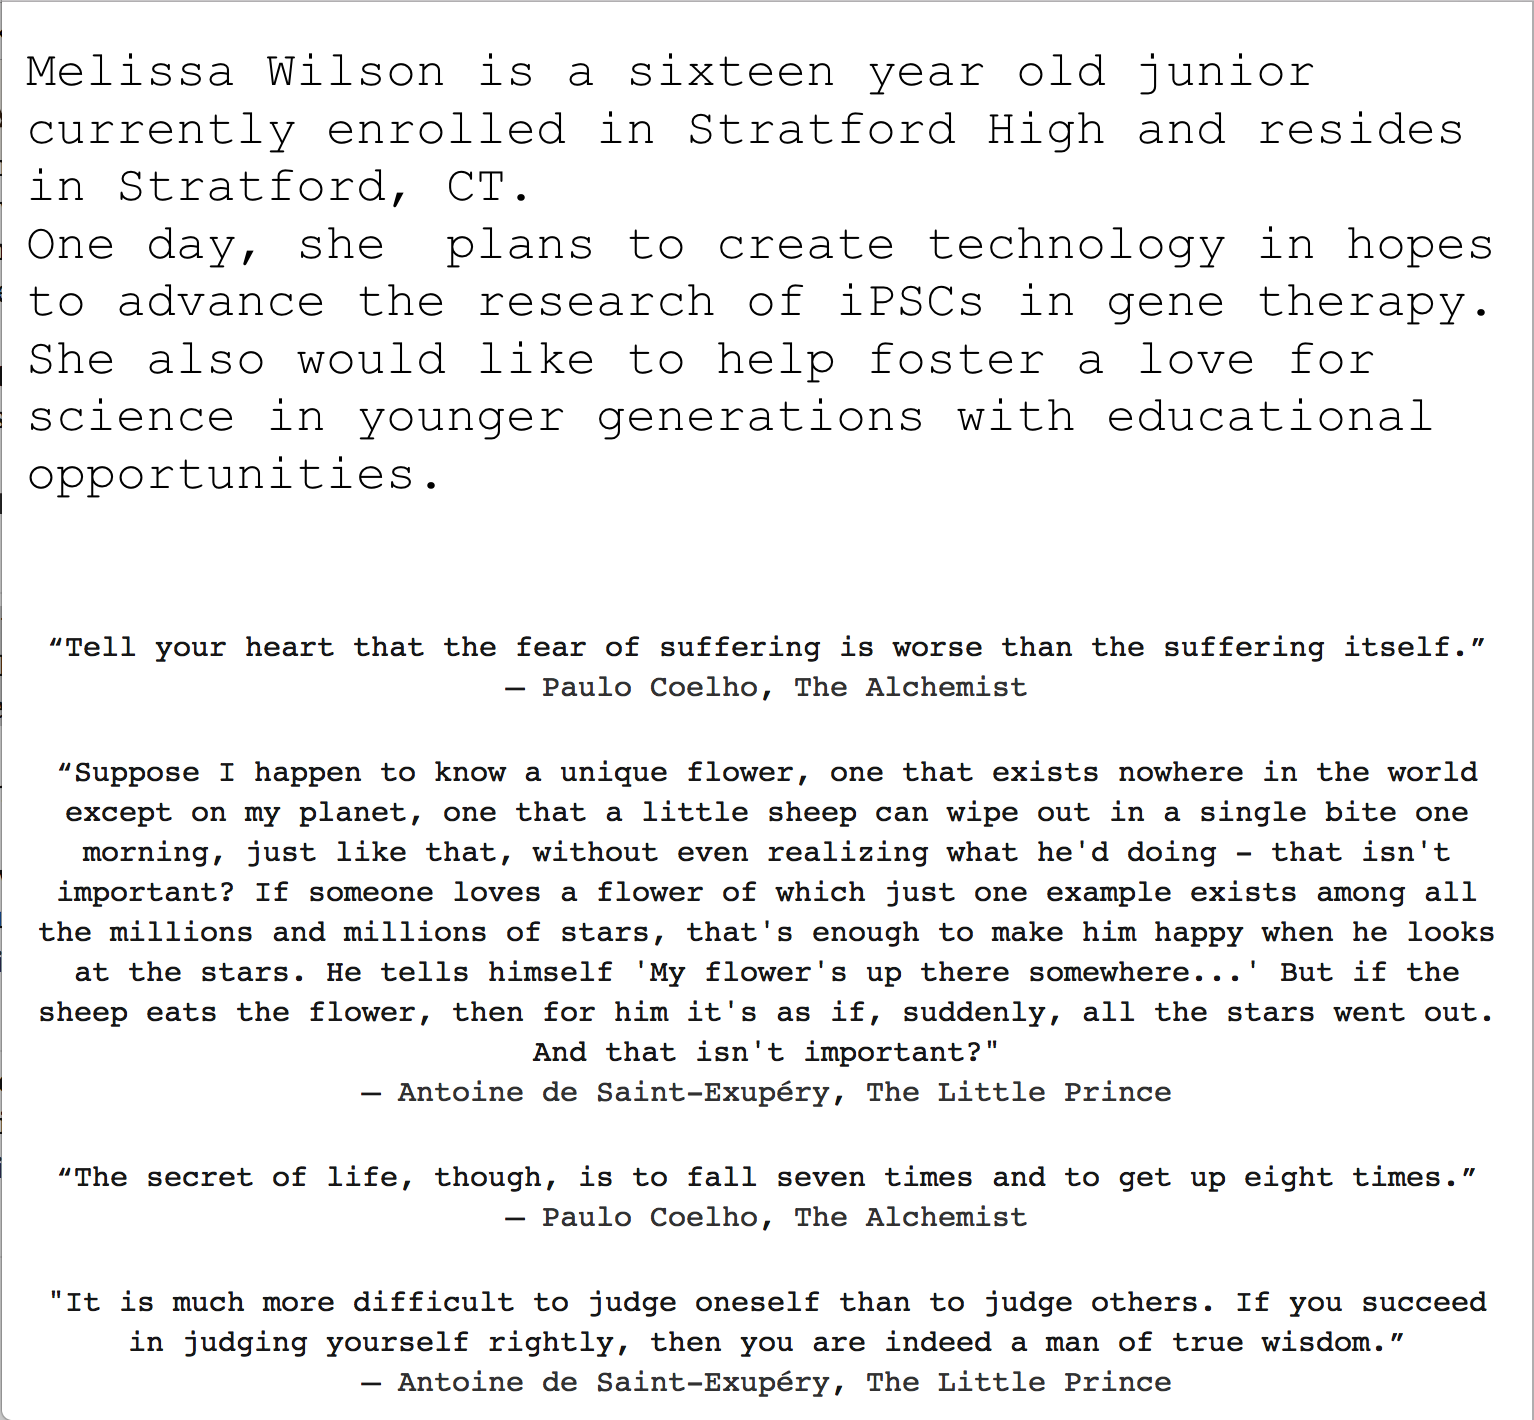 Melissa Wilson is a sixteen year old junior
currently enrolled in Stratford High and resides
in Stratford, CT.
One day, she  plans to create technology in hopes
to advance the research of iPSCs in gene therapy.
She also would like to help foster a love for
science in younger generations with educational
opportunities.
“Tell your heart that the fear of suffering is worse than the suffering itself.”
— Paulo Coelho, The Alchemist
“Suppose I happen to know a unique flower, one that exists nowhere in the world
except on my planet, one that a little sheep can wipe out in a single bite one
morning, just like that, without even realizing what he'd doing – that isn't
important? If someone loves a flower of which just one example exists among all
the millions and millions of stars, that's enough to make him happy when he looks
at the stars. He tells himself 'My flower's up there somewhere...' But if the
sheep eats the flower, then for him it's as if, suddenly, all the stars went out.
And that isn't important?"
— Antoine de Saint-Exupéry, The Little Prince
“The secret of life, though, is to fall seven times and to get up eight times.”
— Paulo Coelho, The Alchemist
"It is much more difficult to judge oneself than to judge others. If you succeed
in judging yourself rightly, then you are indeed a man of true wisdom.”
— Antoine de Saint-Exupéry, The Little Prince